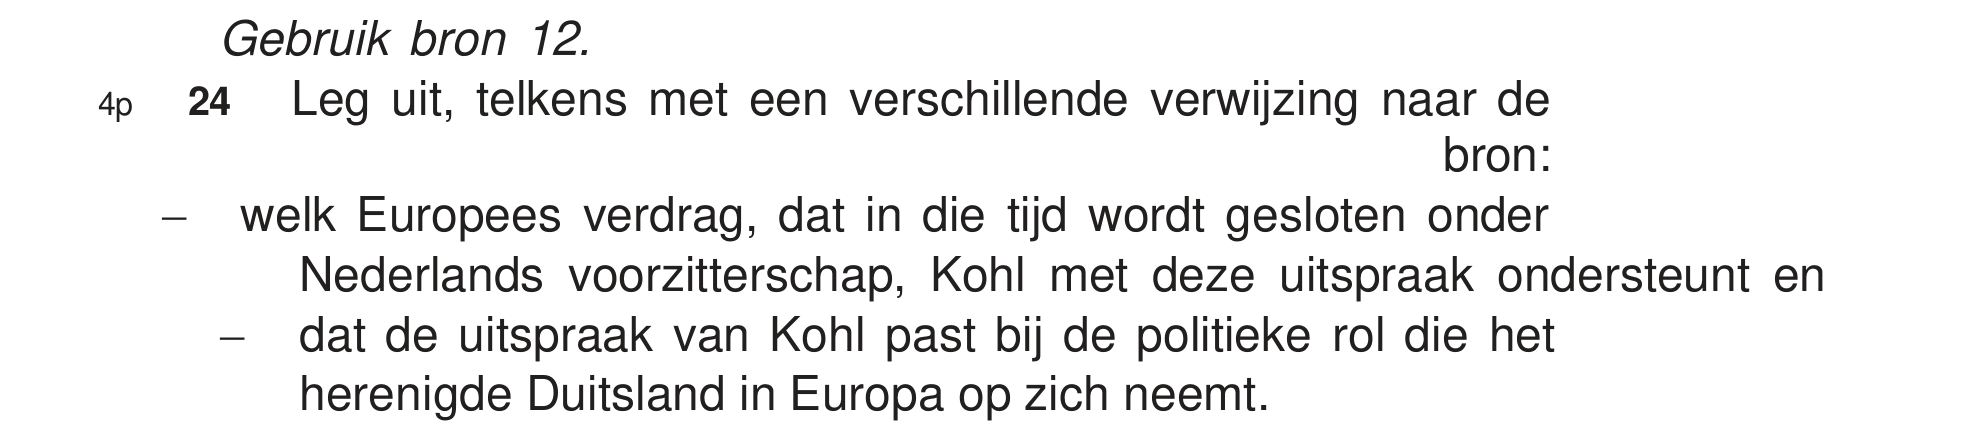 Gebruik bron 12.
4p 24 Leg uit, telkens met een verschillende verwijzing naar de
bron:
– welk Europees verdrag, dat in die tijd wordt gesloten onder
Nederlands voorzitterschap, Kohl met deze uitspraak ondersteunt en
– dat de uitspraak van Kohl past bij de politieke rol die het
herenigde Duitsland in Europa op zich neemt.